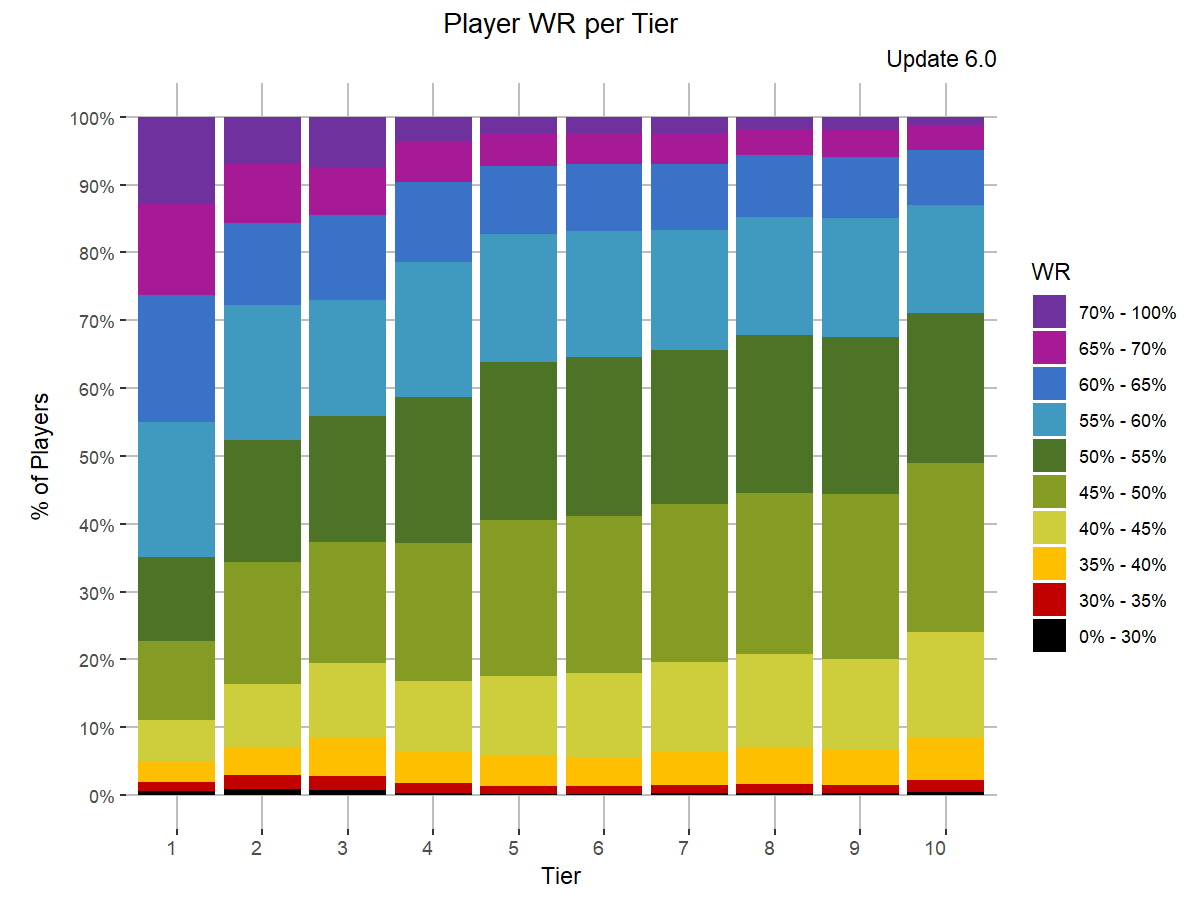 Player WR per Tier
Update 6.0
% of Players
100%
90%
80%
70%
60%
50%
40%
30%
20%
10%
0%
1 2 3 4 5 6 7 8 9 10
Tier
WR
70% - 100%
65% - 70%
60% - 65%
55% - 60%
50% - 55%
45% - 50%
40% - 45%
35% - 40%
30% - 35%
0% - 30%